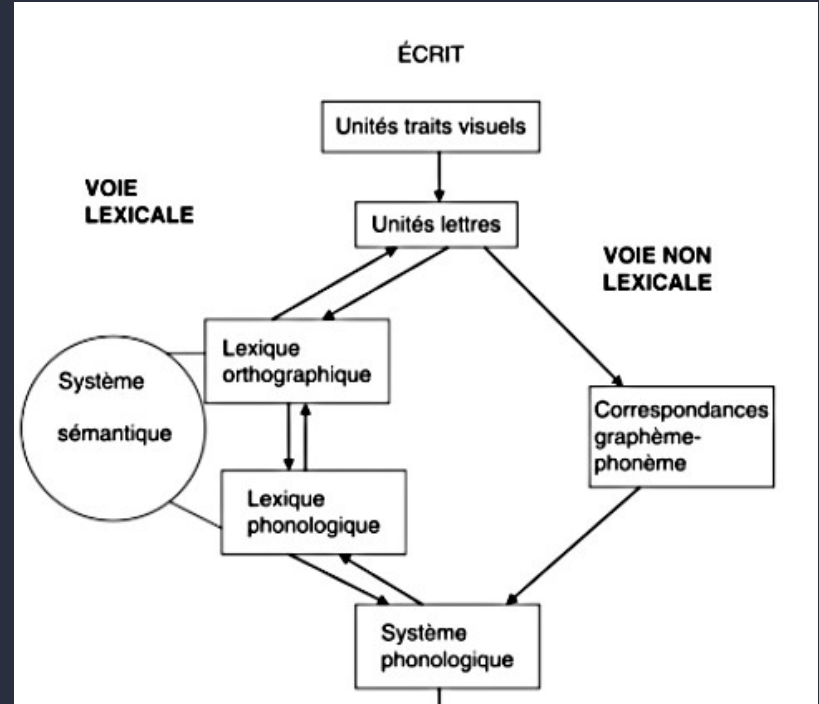 ÉCRIT
Unités traits visuels
VOIE
LEXICALE
Unités lettres
VOIE NON
LEXICALE
Lexique
orthographique
Système
sémantique
Correspondances
graphème-
phonème
Lexique
phonologique
Système
phonologique